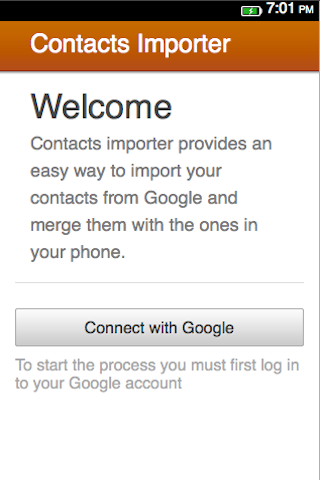 7:01 PM
Contacts Importer
Welcome
Contacts importer provides an
easy way to import your
contacts from Google and
merge them with the ones in
your phone.
Connect with Google
To start the process you must first log in
to your Google account